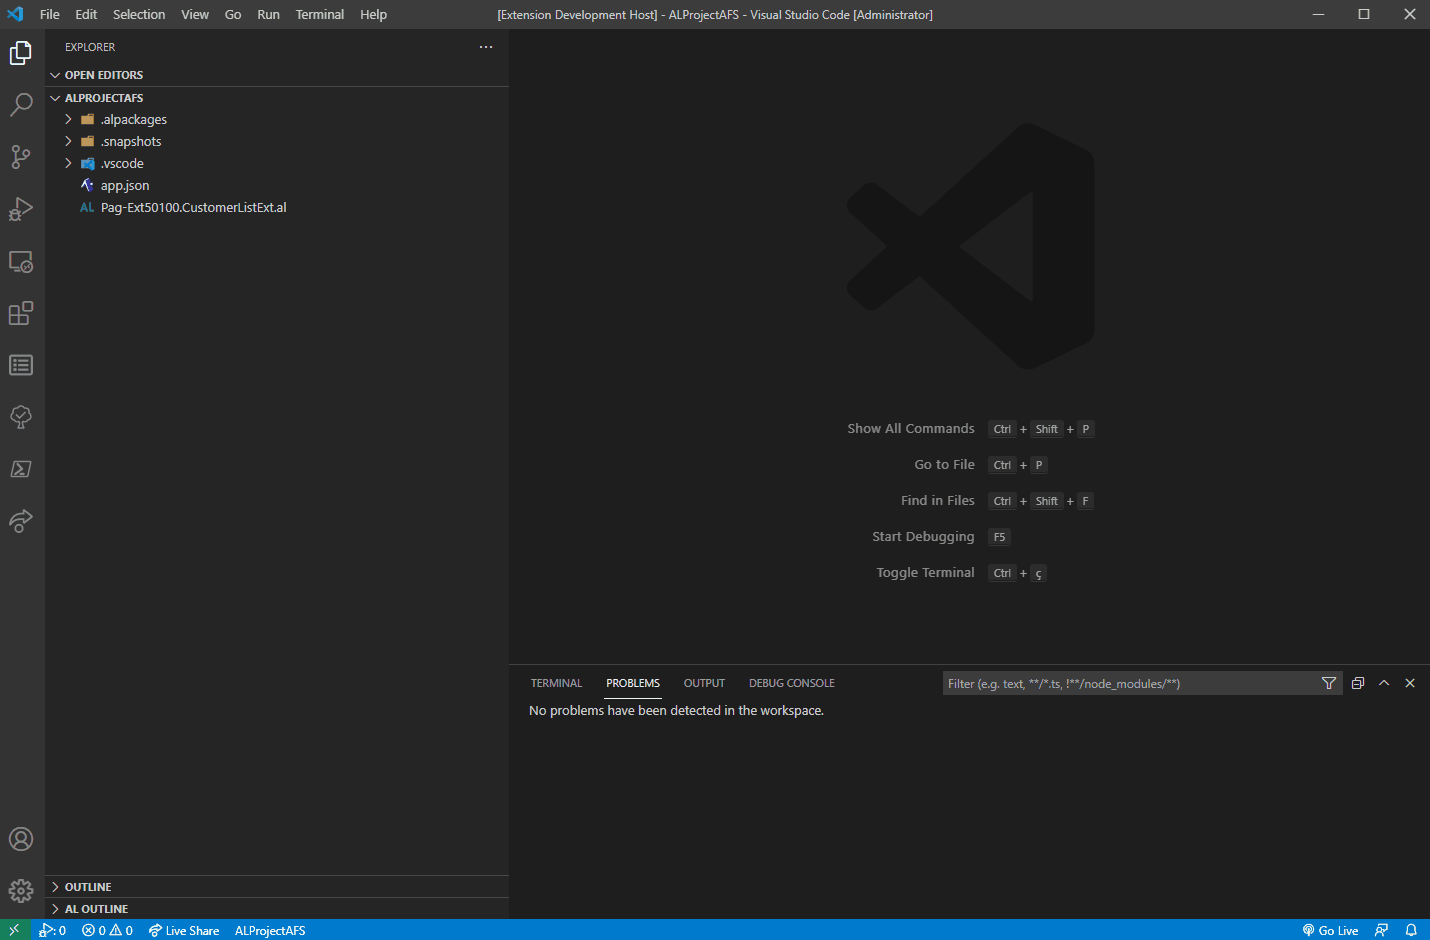 File Edit Selection View Go Run Terminal Help
[Extension Development Host] - ALProjectAFS - Visual Studio Code [Administrator]
EXPLORER
OPEN EDITORS
ALPROJECTAFS
.alpackages
.snapshots
.vscode
app.json
AL Pag-Ext50100.CustomerListExt.al
Show All Commands Ctrl + Shift + P
Go to File Ctrl + P
Find in Files Ctrl + Shift + F
Start Debugging F5
Toggle Terminal Ctrl + ç
TERMINAL PROBLEMS OUTPUT DEBUG CONSOLE
Filter (e.g. text, **/*.ts, !**/node_modules/**)
No problems have been detected in the workspace.
OUTLINE
AL OUTLINE
: 0 0 0 Live Share ALProjectAFS Go Live